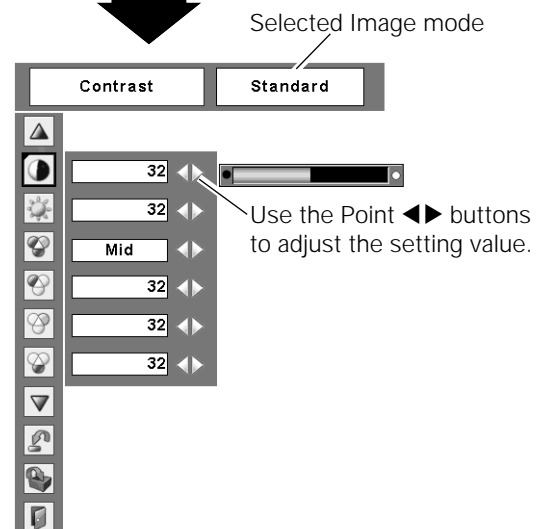 Selected Image mode
Contrast Standard
32
32
Use the Point ◀▶ buttons
to adjust the setting value.
Mid
32
32
32